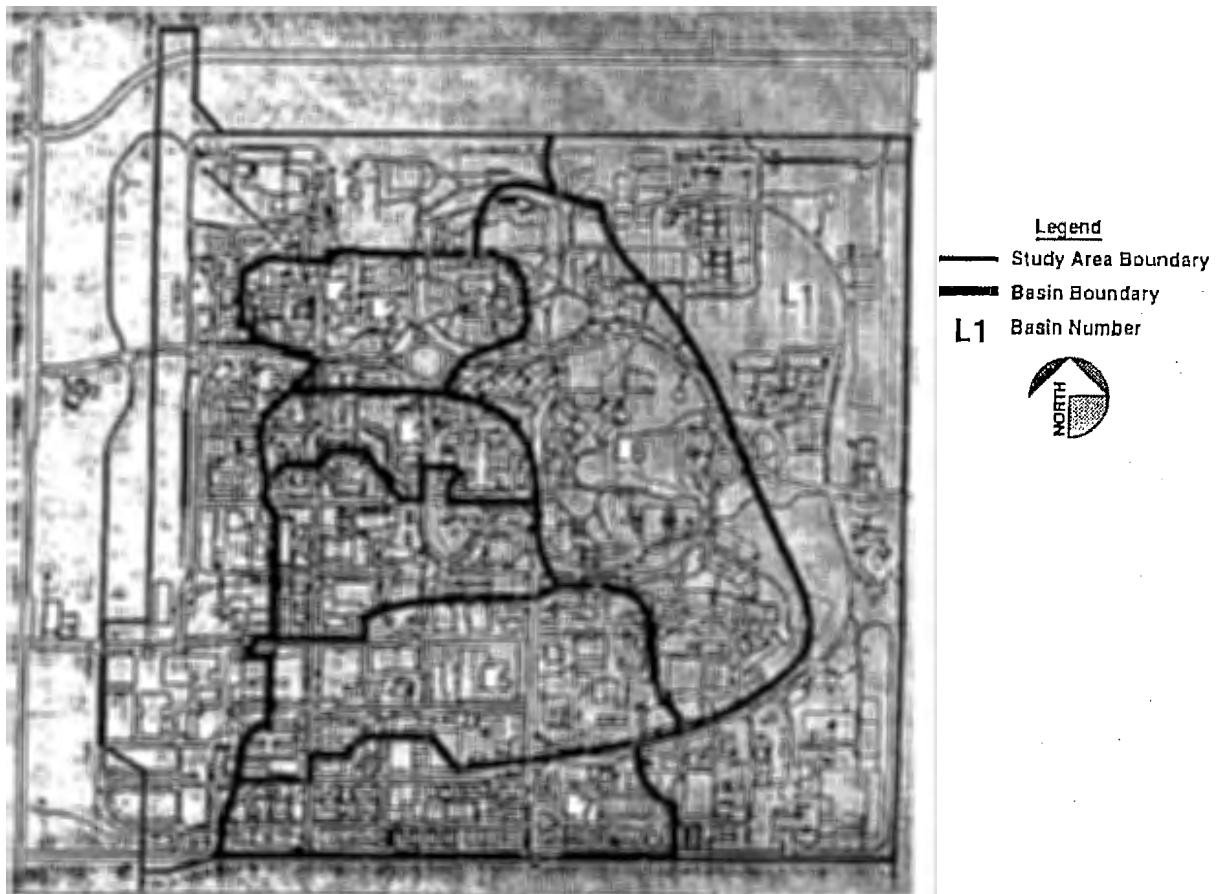 L1
Legend
Study Area Boundary
Basin Boundary
L1 Basin Number
NORTH